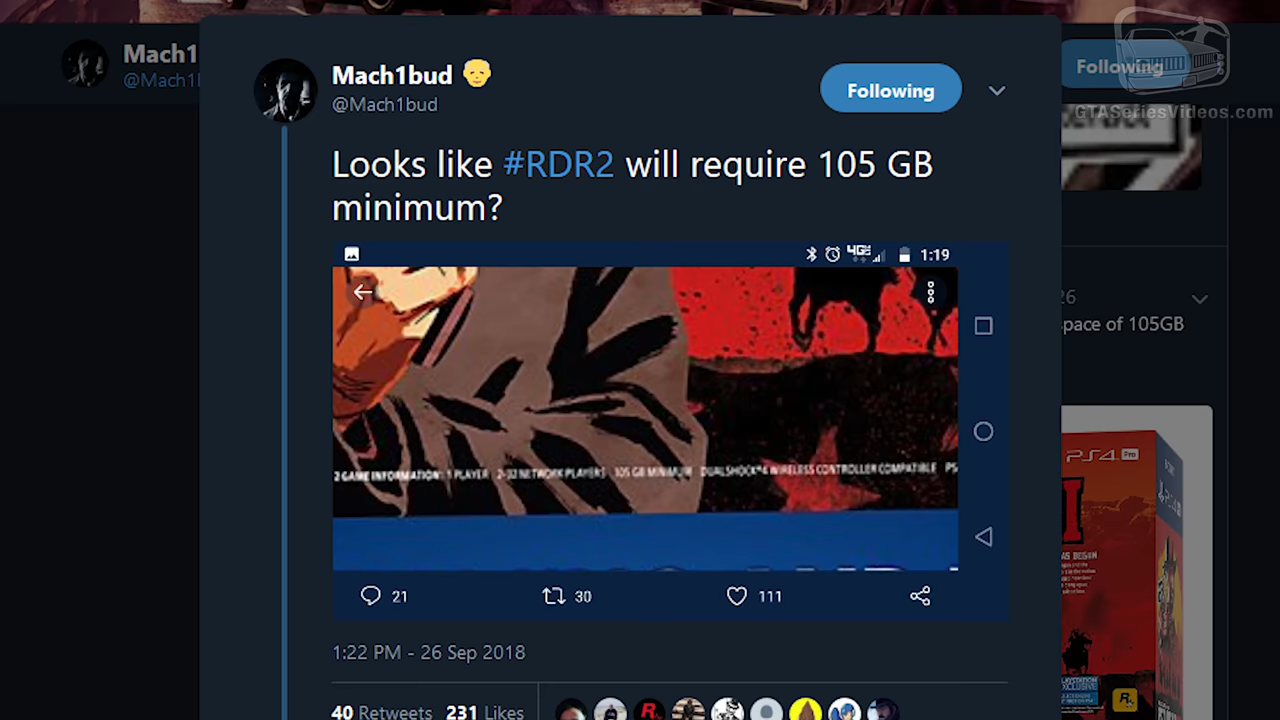 Mach1
@Mach1
Mach1bud
@Mach1bud
Following
Following
GTASeriesVideos.com
Looks like #RDR2 will require 105 GB
minimum?
1:19
2 GAME INFORMATION: 1 PLAYER 2-32 NETWORK PLAYERS 105 GB MINIMUM DUALSHOCK®4 WIRELESS CONTROLLER COMPATIBLE PS
21
30
111
1:22 PM - 26 Sep 2018
40 Retweets 231 Likes
26
pace of 105GB
PS4 Pro